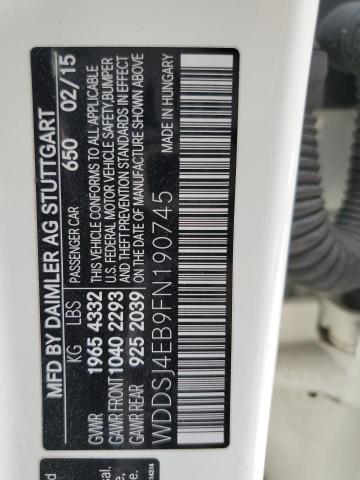 MFD BY DAIMLER AG STUTTGART
PASSENGER CAR 650 02/15
KG LBS
GVWR 1965 4332
GAWR FRONT 1040 2293
GAWR REAR 925 2039
THIS VEHICLE CONFORMS TO ALL APPLICABLE
U.S. FEDERAL MOTOR VEHICLE SAFETY, BUMPER
AND THEFT PREVENTION STANDARDS IN EFFECT
ON DATE OF MANUFACTURE SHOWN ABOVE.
MADE IN HUNGARY
WDDSJ4EB9FN190745